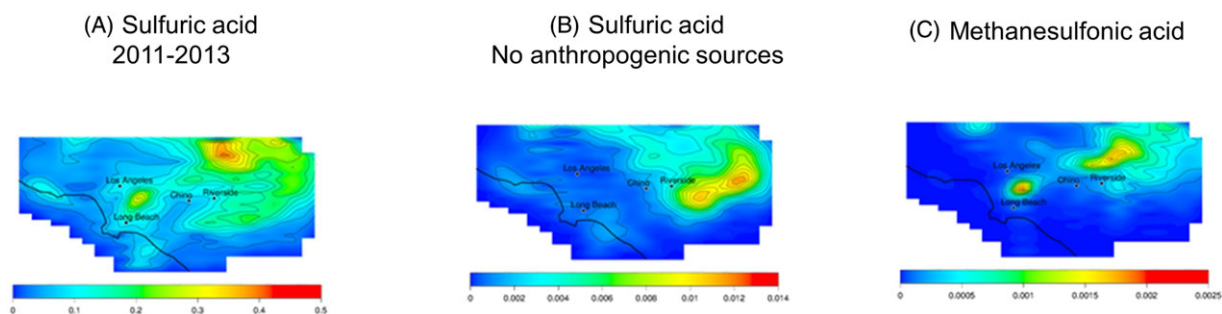 (A) Sulfuric acid
2011-2013
(B) Sulfuric acid
No anthropogenic sources
(C) Methanesulfonic acid
Los Angeles
Chino
Riverside
Long Beach
0 0.1 0.2 0.3 0.4 0.5
Los Angeles
Chino
Riverside
Long Beach
0 0.002 0.004 0.006 0.008 0.010 0.012 0.014
Los Angeles
Chino
Riverside
Long Beach
0 0.0005 0.001 0.0015 0.002 0.0025